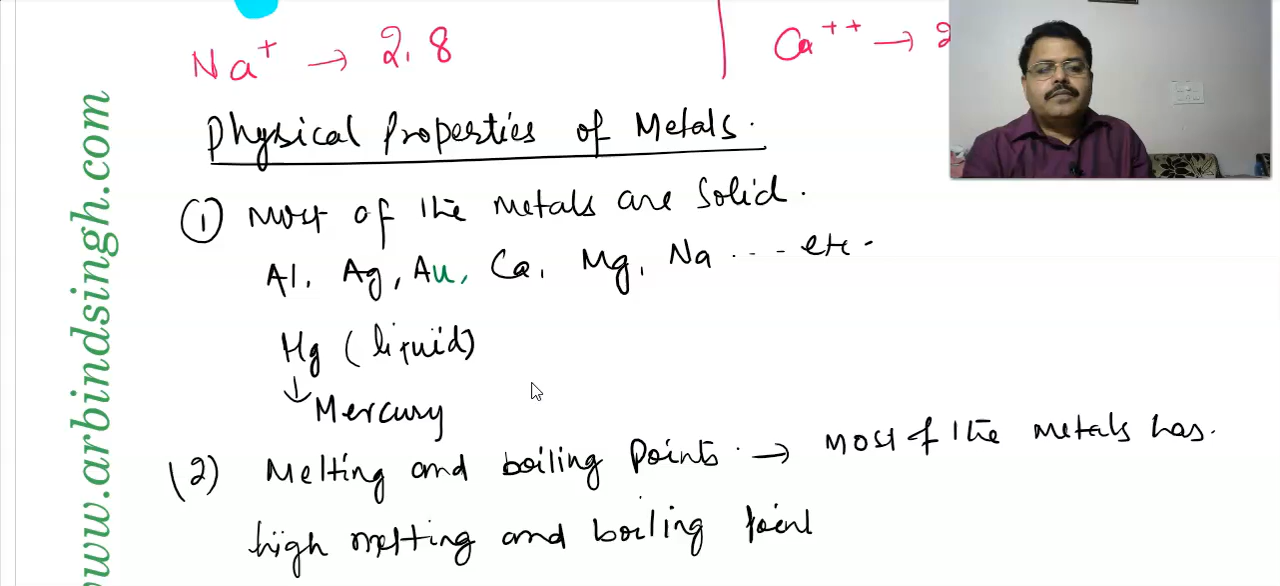 Na⁺ → 2,8
Ca⁺⁺ → 2
Physical Properties of Metals.
① Most of the metals are solid.
Al, Ag, Au, Ca, Mg, Na ---- etc.
Hg (liquid)
↓ Mercury
(2) Melting and boiling Points. → Most of the metals has.
high melting and boiling point
www.arbindsingh.com